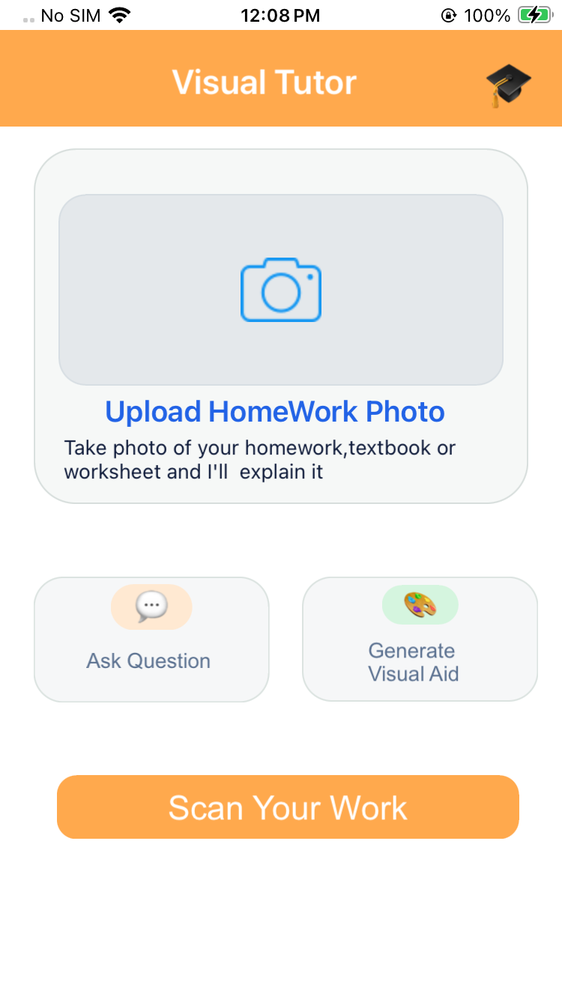 No SIM 12:08 PM 100%
Visual Tutor
Upload HomeWork Photo
Take photo of your homework,textbook or
worksheet and I'll  explain it
Ask Question
Generate
Visual Aid
Scan Your Work